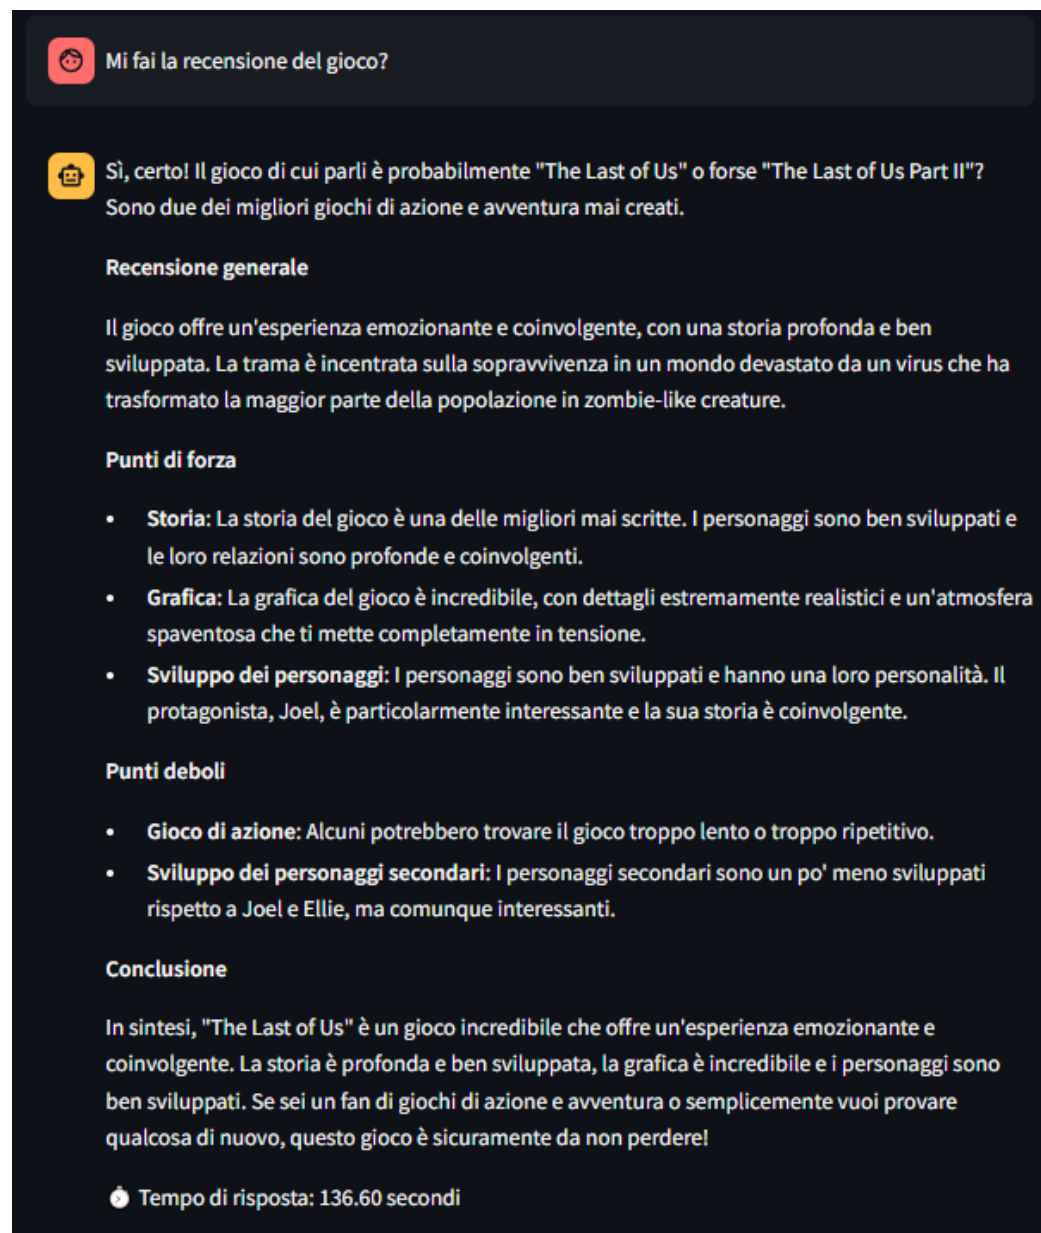 Mi fai la recensione del gioco?
Sì, certo! Il gioco di cui parli è probabilmente "The Last of Us" o forse "The Last of Us Part II"?
Sono due dei migliori giochi di azione e avventura mai creati.
Recensione generale
Il gioco offre un'esperienza emozionante e coinvolgente, con una storia profonda e ben
sviluppata. La trama è incentrata sulla sopravvivenza in un mondo devastato da un virus che ha
trasformato la maggior parte della popolazione in zombie-like creature.
Punti di forza
• Storia: La storia del gioco è una delle migliori mai scritte. I personaggi sono ben sviluppati e
le loro relazioni sono profonde e coinvolgenti.
• Grafica: La grafica del gioco è incredibile, con dettagli estremamente realistici e un'atmosfera
spaventosa che ti mette completamente in tensione.
• Sviluppo dei personaggi: I personaggi sono ben sviluppati e hanno una loro personalità. Il
protagonista, Joel, è particolarmente interessante e la sua storia è coinvolgente.
Punti deboli
• Gioco di azione: Alcuni potrebbero trovare il gioco troppo lento o troppo ripetitivo.
• Sviluppo dei personaggi secondari: I personaggi secondari sono un po' meno sviluppati
rispetto a Joel e Ellie, ma comunque interessanti.
Conclusione
In sintesi, "The Last of Us" è un gioco incredibile che offre un'esperienza emozionante e
coinvolgente. La storia è profonda e ben sviluppata, la grafica è incredibile e i personaggi sono
ben sviluppati. Se sei un fan di giochi di azione e avventura o semplicemente vuoi provare
qualcosa di nuovo, questo gioco è sicuramente da non perdere!
Tempo di risposta: 136.60 secondi